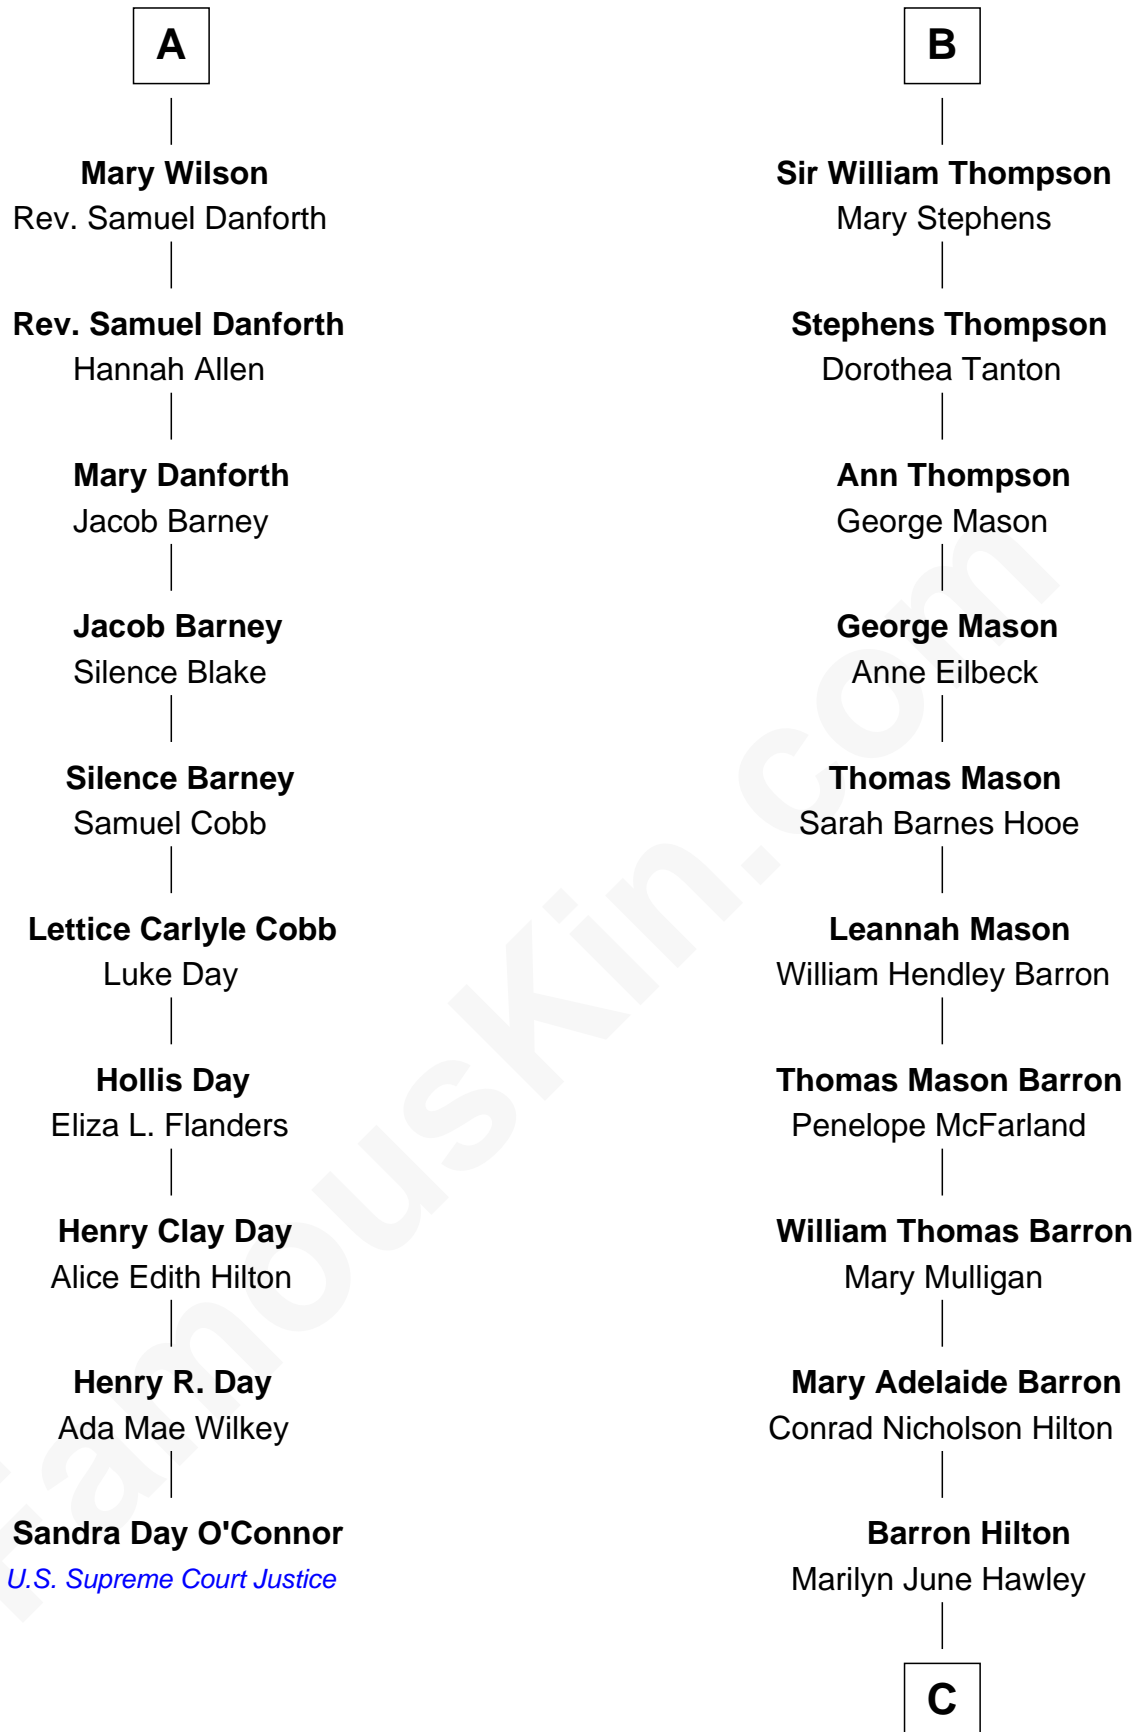 A
Mary Wilson
Rev. Samuel Danforth
Rev. Samuel Danforth
Hannah Allen
Mary Danforth
Jacob Barney
Jacob Barney
Silence Blake
Silence Barney
Samuel Cobb
Lettice Carlyle Cobb
Luke Day
Hollis Day
Eliza L. Flanders
Henry Clay Day
Alice Edith Hilton
Henry R. Day
Ada Mae Wilkey
Sandra Day O'Connor
U.S. Supreme Court Justice
B
Sir William Thompson
Mary Stephens
Stephens Thompson
Dorothea Tanton
Ann Thompson
George Mason
George Mason
Anne Eilbeck
Thomas Mason
Sarah Barnes Hooe
Leannah Mason
William Hendley Barron
Thomas Mason Barron
Penelope McFarland
William Thomas Barron
Mary Mulligan
Mary Adelaide Barron
Conrad Nicholson Hilton
Barron Hilton
Marilyn June Hawley
C
FamousKin.com